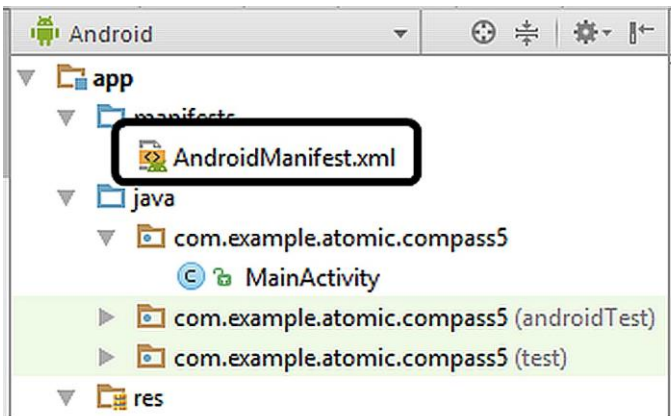 Android
app
manifests
AndroidManifest.xml
java
com.example.atomic.compass5
MainActivity
com.example.atomic.compass5 (androidTest)
com.example.atomic.compass5 (test)
res